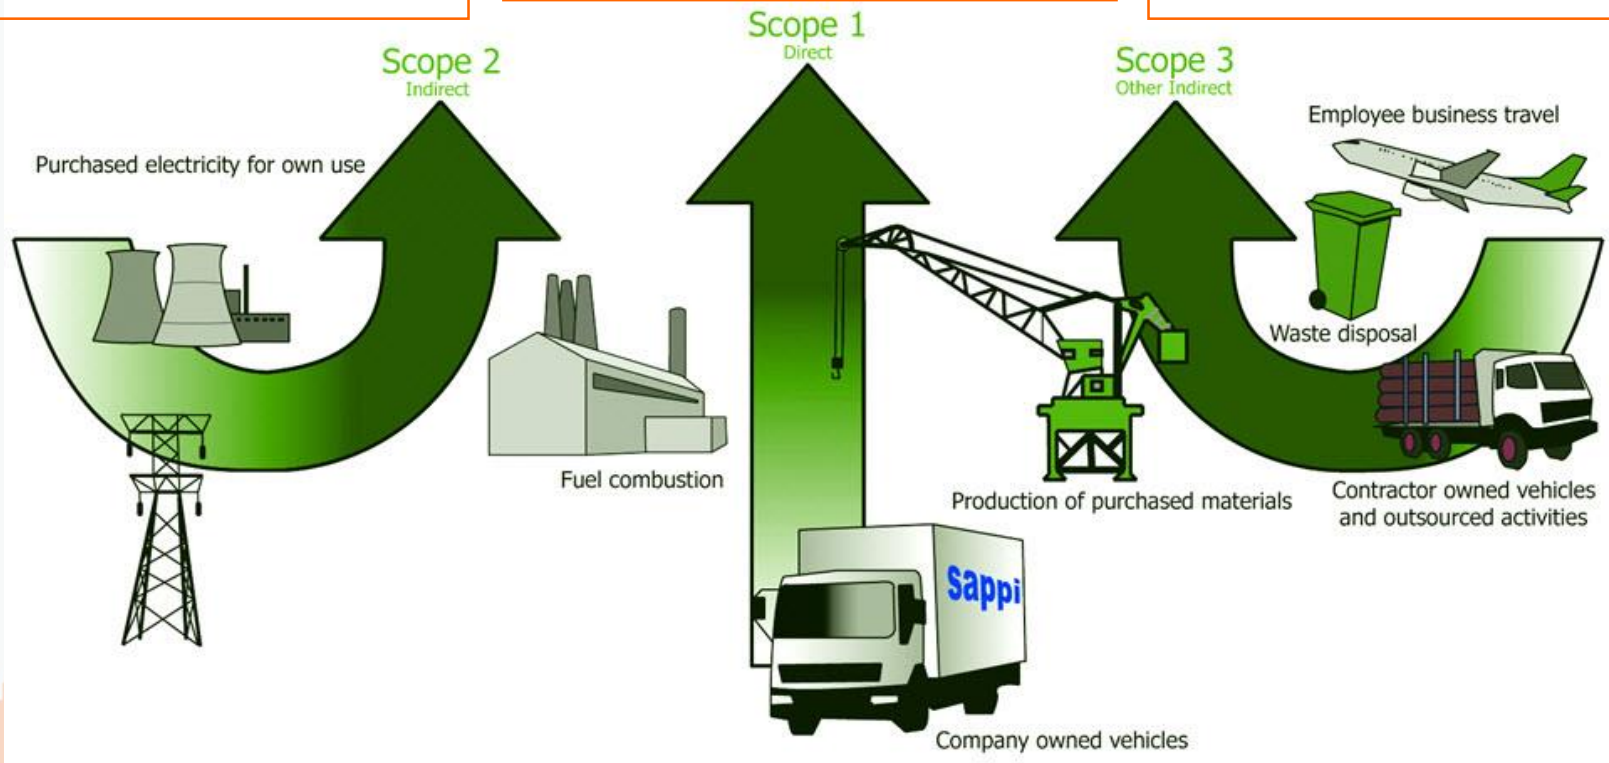 Scope 1
Direct
Scope 2
Indirect
Scope 3
Other Indirect
Employee business travel
Purchased electricity for own use
Waste disposal
Fuel combustion
Production of purchased materials
Contractor owned vehicles
and outsourced activities
sappi
Company owned vehicles